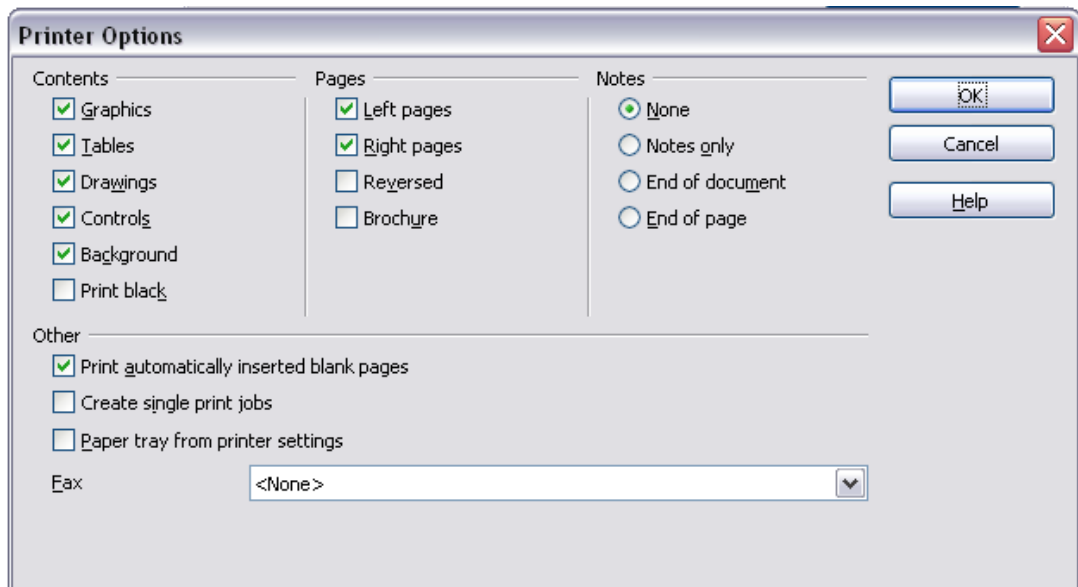 Printer Options
Contents
Graphics
Tables
Drawings
Controls
Background
Print black
Pages
Left pages
Right pages
Reversed
Brochure
Notes
None
Notes only
End of document
End of page
OK
Cancel
Help
Other
Print automatically inserted blank pages
Create single print jobs
Paper tray from printer settings
Fax
<None>